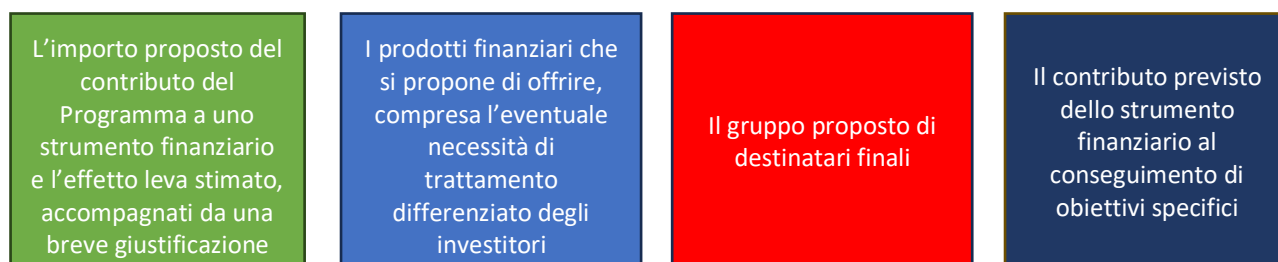 L’importo proposto del
contributo del
Programma a uno
strumento finanziario
e l’effetto leva stimato,
accompagnati da una
breve giustificazione
I prodotti finanziari che
si propone di offrire,
compresa l’eventuale
necessità di
trattamento
differenziato degli
investitori
Il gruppo proposto di
destinatari finali
Il contributo previsto
dello strumento
finanziario al
conseguimento di
obiettivi specifici